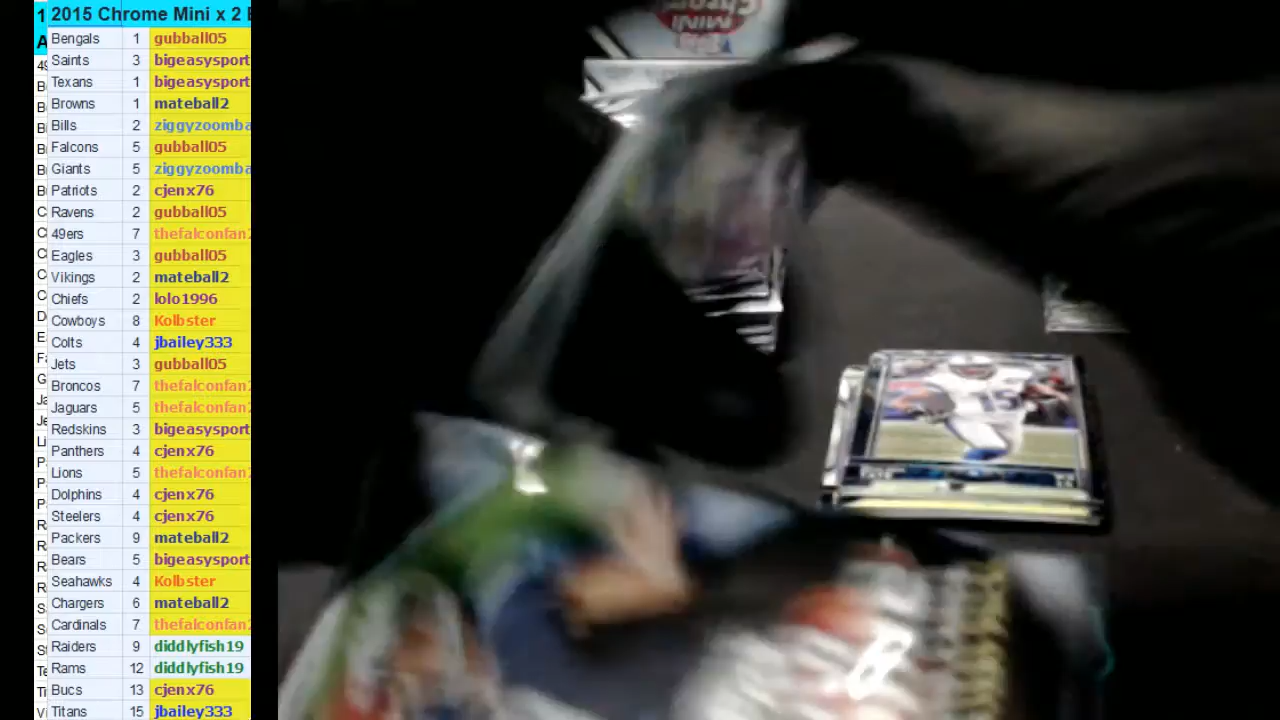 2015 Chrome Mini x 2
Bengals 1 gubball05
Saints 3 bigeasysport
Texans 1 bigeasysport
Browns 1 mateball2
Bills 2 ziggyzoomba
Falcons 5 gubball05
Giants 5 ziggyzoomba
Patriots 2 cjenx76
Ravens 2 gubball05
49ers 7 thefalconfan
Eagles 3 gubball05
Vikings 2 mateball2
Chiefs 2 lolo1996
Cowboys 8 Kolbster
Colts 4 jbailey333
Jets 3 gubball05
Broncos 7 thefalconfan
Jaguars 5 thefalconfan
Redskins 3 bigeasysport
Panthers 4 cjenx76
Lions 5 thefalconfan
Dolphins 4 cjenx76
Steelers 4 cjenx76
Packers 9 mateball2
Bears 5 bigeasysport
Seahawks 4 Kolbster
Chargers 6 mateball2
Cardinals 7 thefalconfan
Raiders 9 diddlyfish19
Rams 12 diddlyfish19
Bucs 13 cjenx76
Titans 15 jbailey333
MINI
15